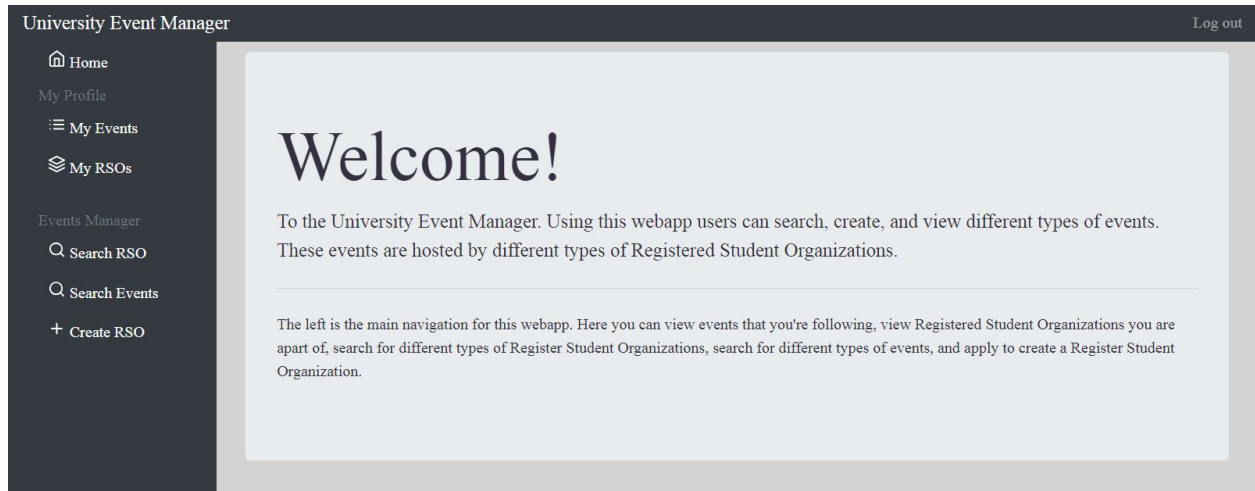 University Event Manager
Log out
Home
My Profile
My Events
My RSOs
Events Manager
Search RSO
Search Events
Create RSO
Welcome!
To the University Event Manager. Using this webapp users can search, create, and view different types of events.
These events are hosted by different types of Registered Student Organizations.
The left is the main navigation for this webapp. Here you can view events that you're following, view Registered Student Organizations you are
apart of, search for different types of Register Student Organizations, search for different types of events, and apply to create a Register Student
Organization.